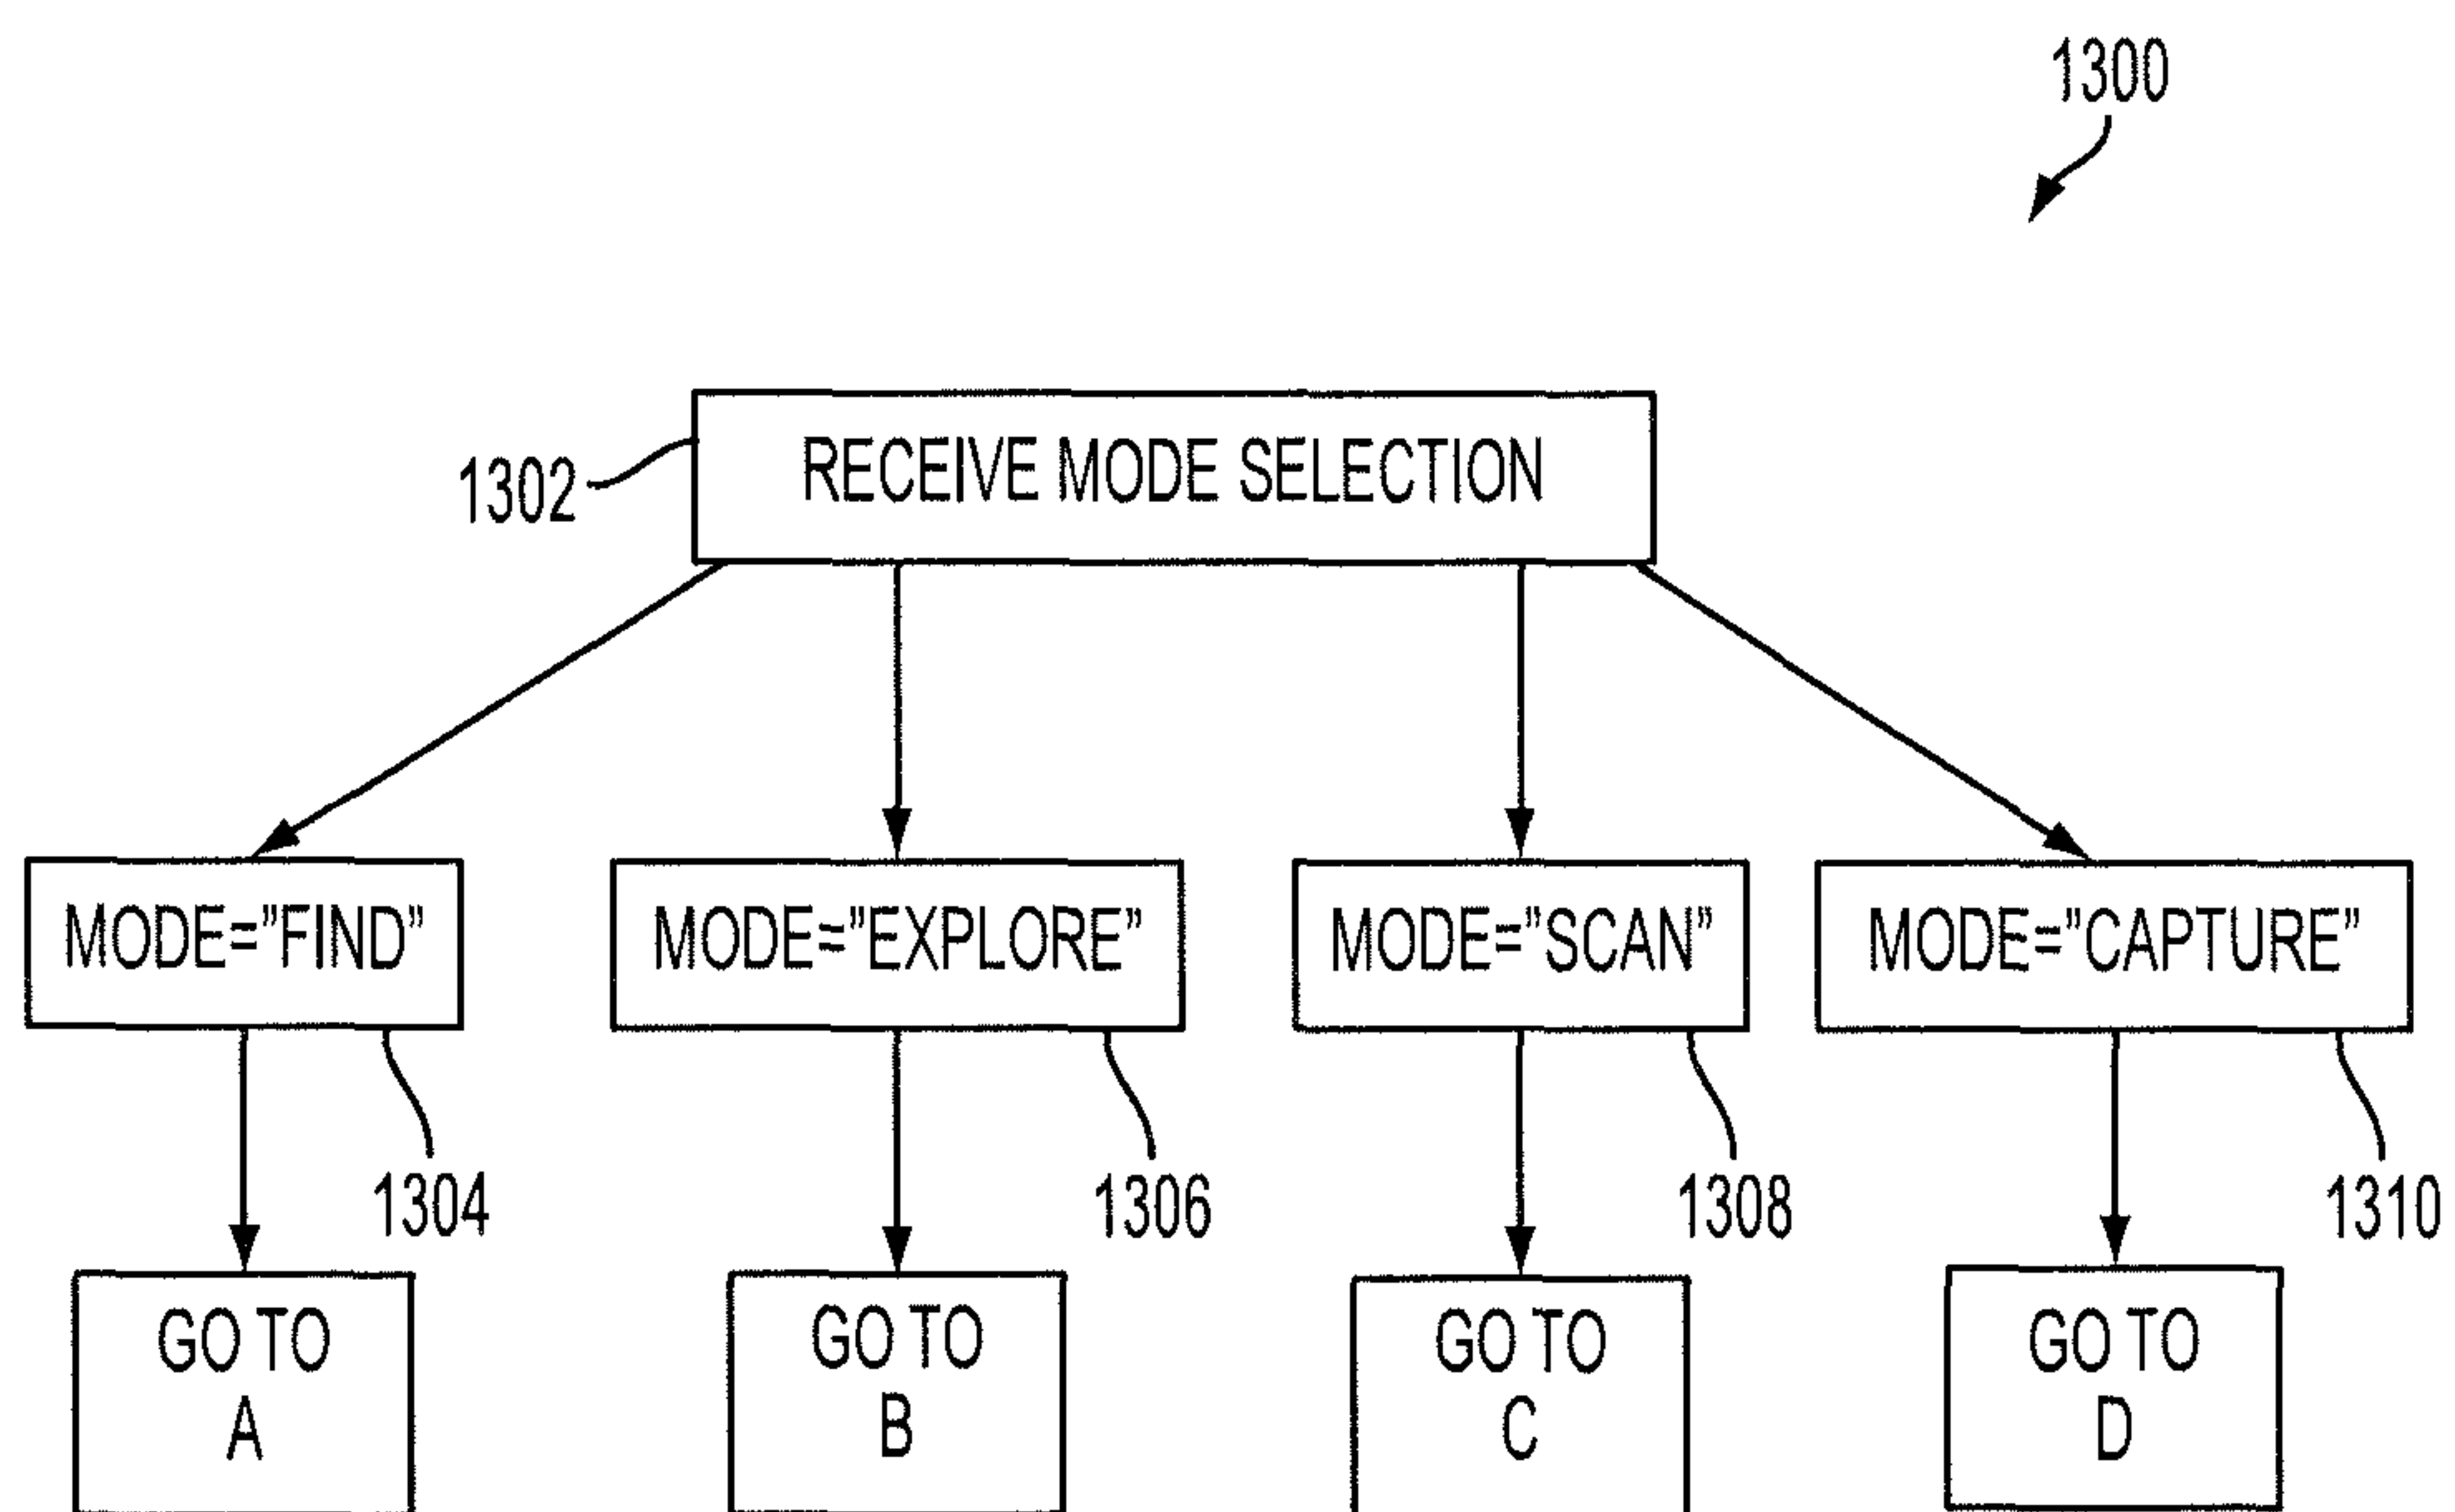 1300
1302
RECEIVE MODE SELECTION
MODE="FIND"
MODE="EXPLORE"
MODE="SCAN"
MODE="CAPTURE"
1304
1306
1308
1310
GO TO
A
GO TO
B
GO TO
C
GO TO
D